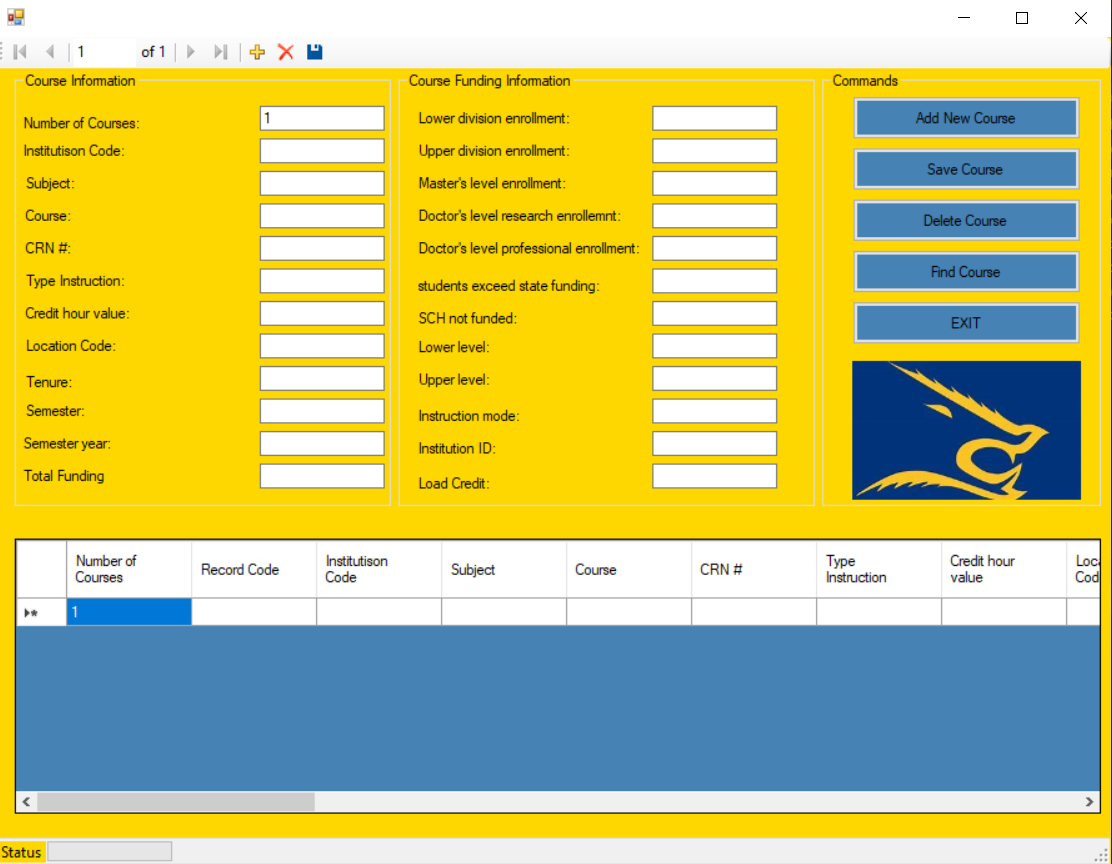 1 of 1
Course Information
Number of Courses: 1
Institutison Code:
Subject:
Course:
CRN #:
Type Instruction:
Credit hour value:
Location Code:
Tenure:
Semester:
Semester year:
Total Funding
Course Funding Information
Lower division enrollment:
Upper division enrollment:
Master's level enrollment:
Doctor's level research enrollemnt:
Doctor's level professional enrollment:
students exceed state funding:
SCH not funded:
Lower level:
Upper level:
Instruction mode:
Institution ID:
Load Credit:
Commands
Add New Course
Save Course
Delete Course
Find Course
EXIT
Number of
Courses
Record Code
Institutison
Code
Subject
Course
CRN #
Type
Instruction
Credit hour
value
Loc
Cod
1
Status